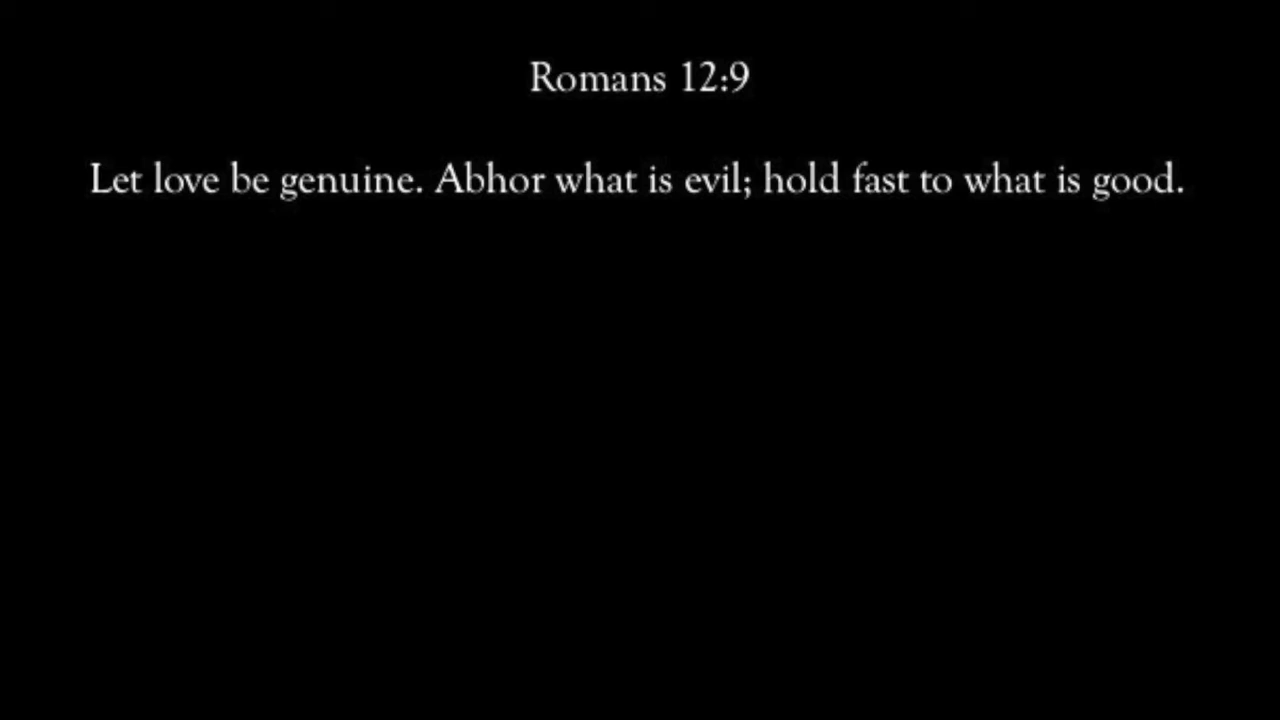 Romans 12:9
Let love be genuine. Abhor what is evil; hold fast to what is good.